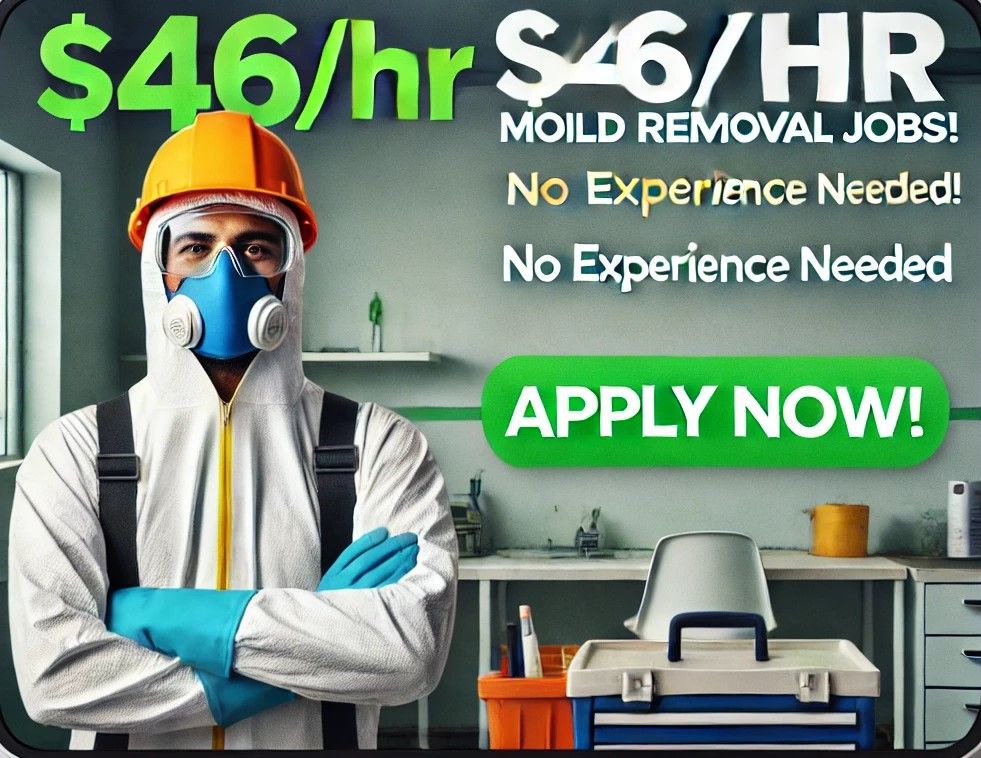 $46/hr
$46/HR
MOILD REMOVAL JOBS!
No Experience Needed!
No Experience Needed
APPLY NOW!